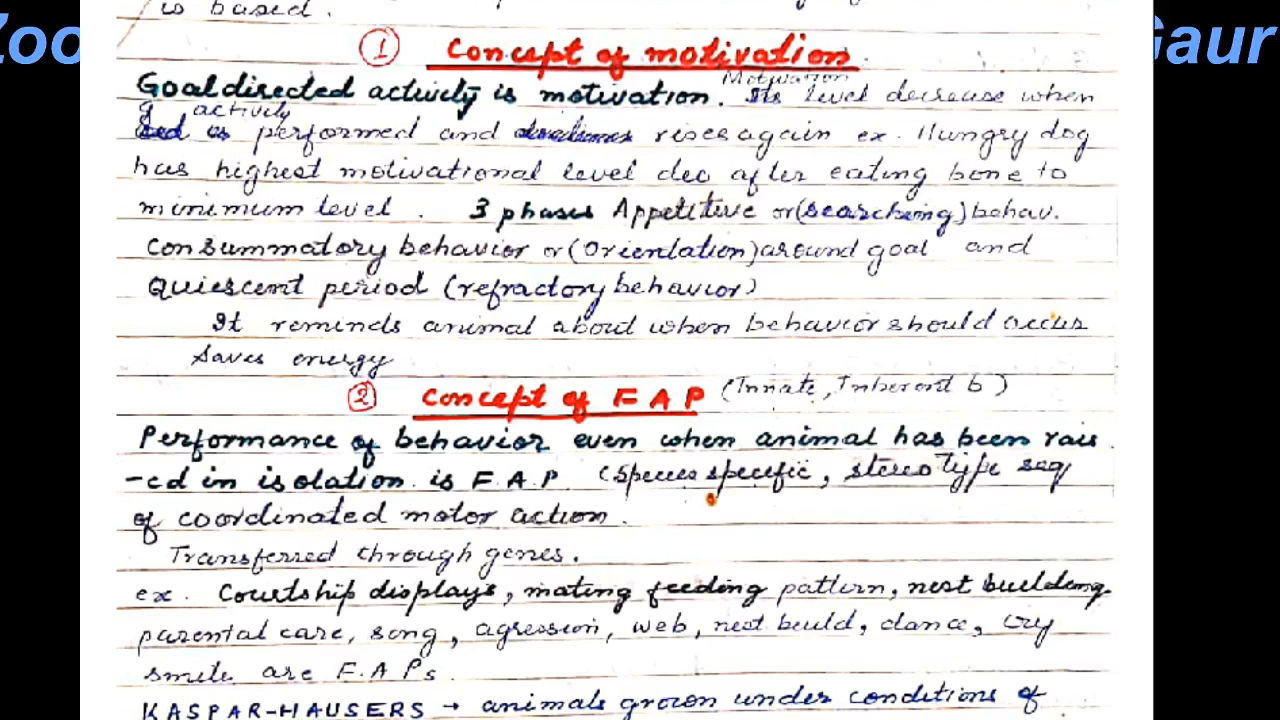 is based.
Zoo Gaur
① Concept of motivation
Goal directed activity is motivation. Motivation Its level decrease when
g activity
performed and rises again ex. Hungry dog
has highest motivational level dec after eating bone to
minimum level. 3 phases Appetitive or (searching) behav.
Consummatory behavior or (Orientation) around goal and
Quiescent period (refractory behavior)
It reminds animal about when behavior should occur
Saves energy
② Concept of F A P (Innate, Inherent b)
Performance of behavior even when animal has been rais
-ed in isolation is F.A.P. (Species specific, stereotype seq
of coordinated motor action.
Transferred through genes.
ex. Courtship displays, mating feeding pattern, nest building.
parental care, song, agression, web, nest build, dance, cry
smile are F.A.Ps.
KASPAR-HAUSERS → animals grown under conditions of